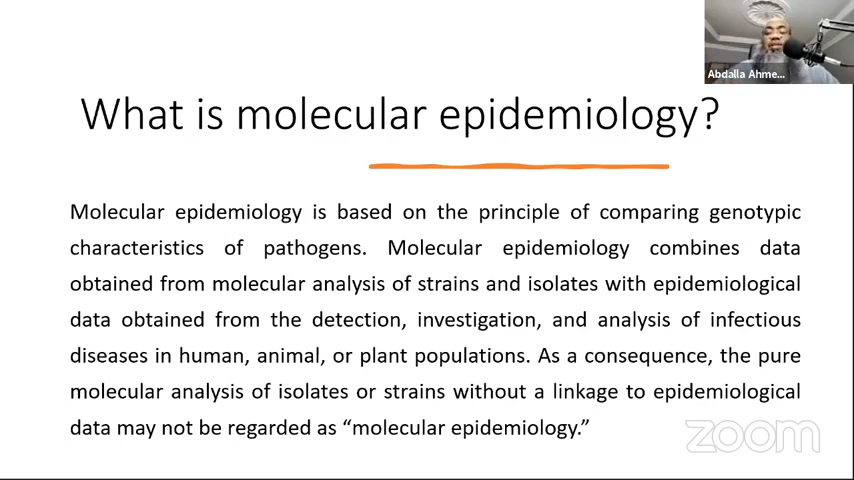 Abdalla Ahme...
What is molecular epidemiology?
Molecular epidemiology is based on the principle of comparing genotypic
characteristics of pathogens. Molecular epidemiology combines data
obtained from molecular analysis of strains and isolates with epidemiological
data obtained from the detection, investigation, and analysis of infectious
diseases in human, animal, or plant populations. As a consequence, the pure
molecular analysis of isolates or strains without a linkage to epidemiological
data may not be regarded as “molecular epidemiology.”
zoom